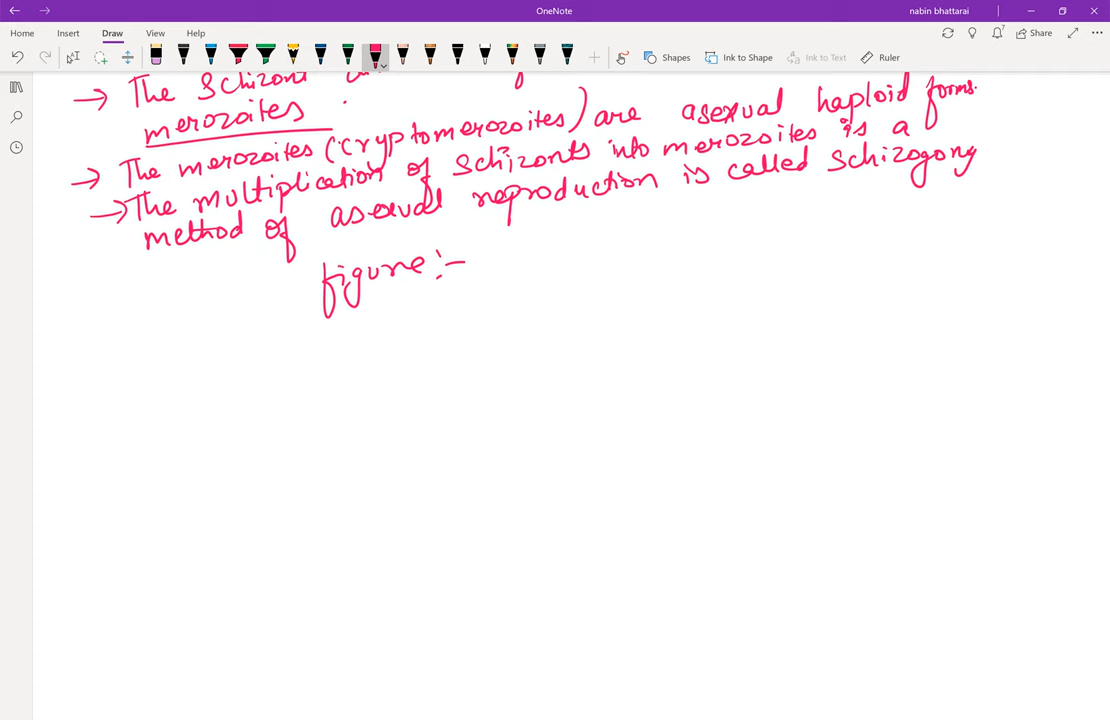 OneNote
nabin bhattarai
Home Insert Draw View Help
Share
Shapes Ink to Shape Ink to Text Ruler
→ The Schizont
merozoites
→ The merozoites (cryptomerozoites) are asexual haploid forms.
→ The multiplication of Schizonts into merozoites is a
method of asexual reproduction is called Schizogony
figure:-